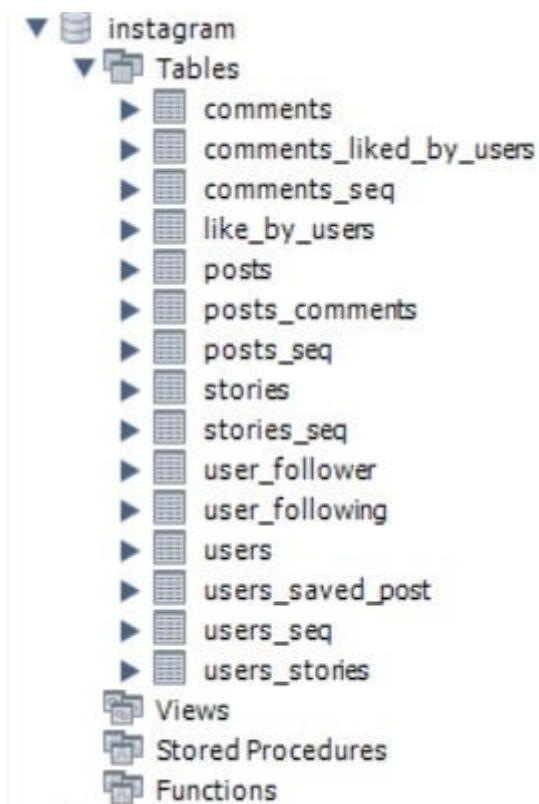 instagram
Tables
comments
comments_liked_by_users
comments_seq
like_by_users
posts
posts_comments
posts_seq
stories
stories_seq
user_follower
user_following
users
users_saved_post
users_seq
users_stories
Views
Stored Procedures
Functions